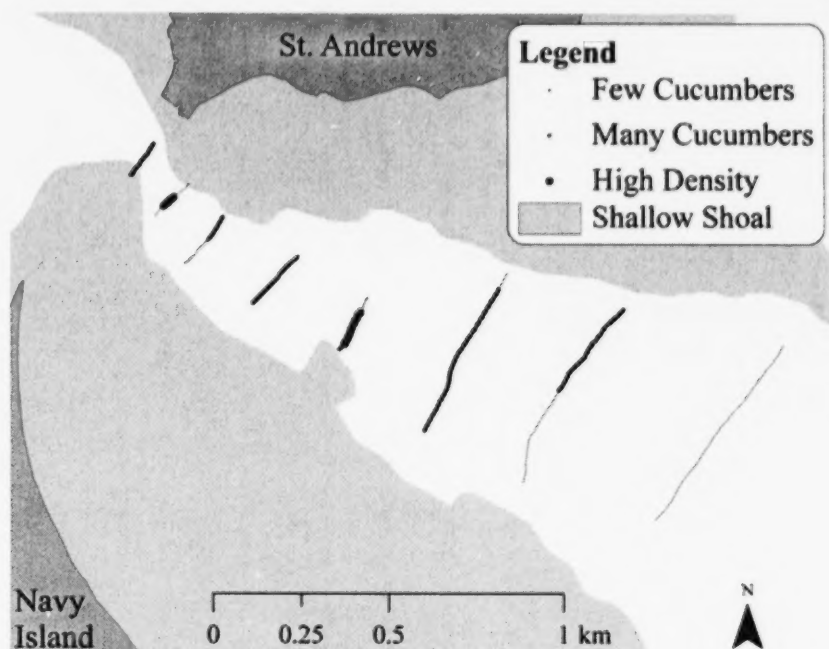 St. Andrews
Legend
Few Cucumbers
Many Cucumbers
High Density
Shallow Shoal
Navy
Island
0 0.25 0.5 1 km
N